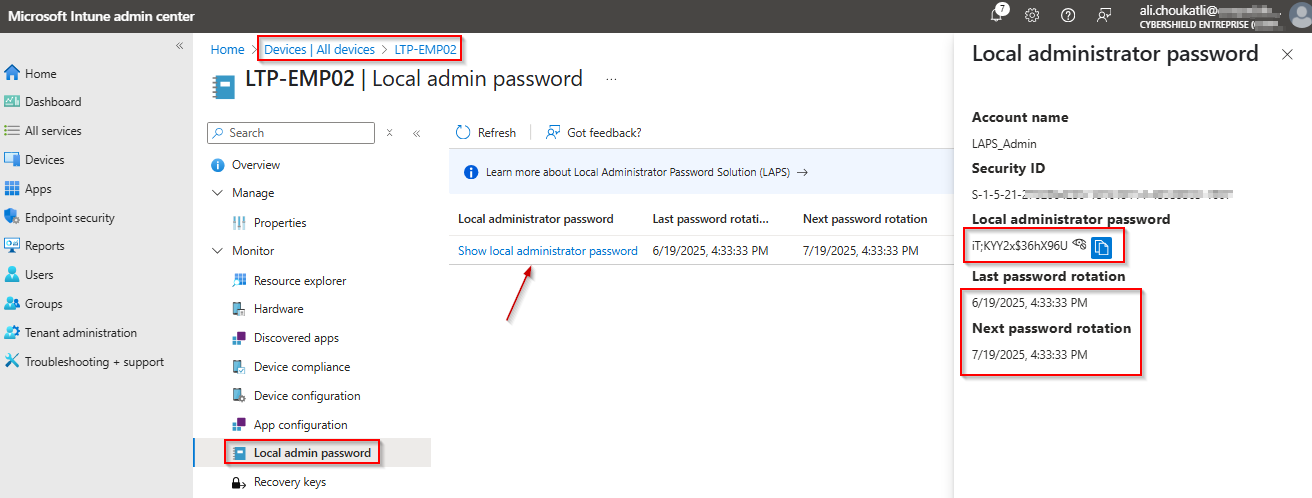 Microsoft Intune admin center
7
ali.choukatli@
CYBERSHIELD ENTREPRISE (
Home
Dashboard
All services
Devices
Apps
Endpoint security
Reports
Users
Groups
Tenant administration
Troubleshooting + support
Home > Devices | All devices > LTP-EMP02
LTP-EMP02 | Local admin password ...
Search
Overview
Manage
Properties
Monitor
Resource explorer
Hardware
Discovered apps
Device compliance
Device configuration
App configuration
Local admin password
Recovery keys
Refresh Got feedback?
Learn more about Local Administrator Password Solution (LAPS) →
Local administrator password Last password rotati... Next password rotation
Show local administrator password 6/19/2025, 4:33:33 PM 7/19/2025, 4:33:33 PM
Local administrator password
Account name
LAPS_Admin
Security ID
S-1-5-21-
Local administrator password
iT;KYY2x$36hX96U
Last password rotation
6/19/2025, 4:33:33 PM
Next password rotation
7/19/2025, 4:33:33 PM